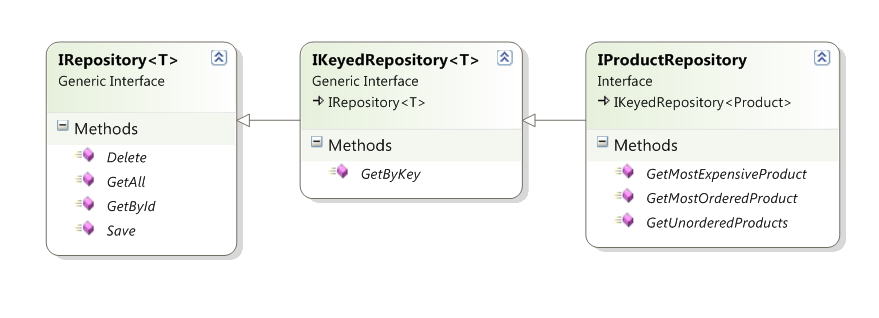 IRepository<T>
Generic Interface
Methods
Delete
GetAll
GetById
Save
IKeyedRepository<T>
Generic Interface
IRepository<T>
Methods
GetByKey
IProductRepository
Interface
IKeyedRepository<Product>
Methods
GetMostExpensiveProduct
GetMostOrderedProduct
GetUnorderedProducts